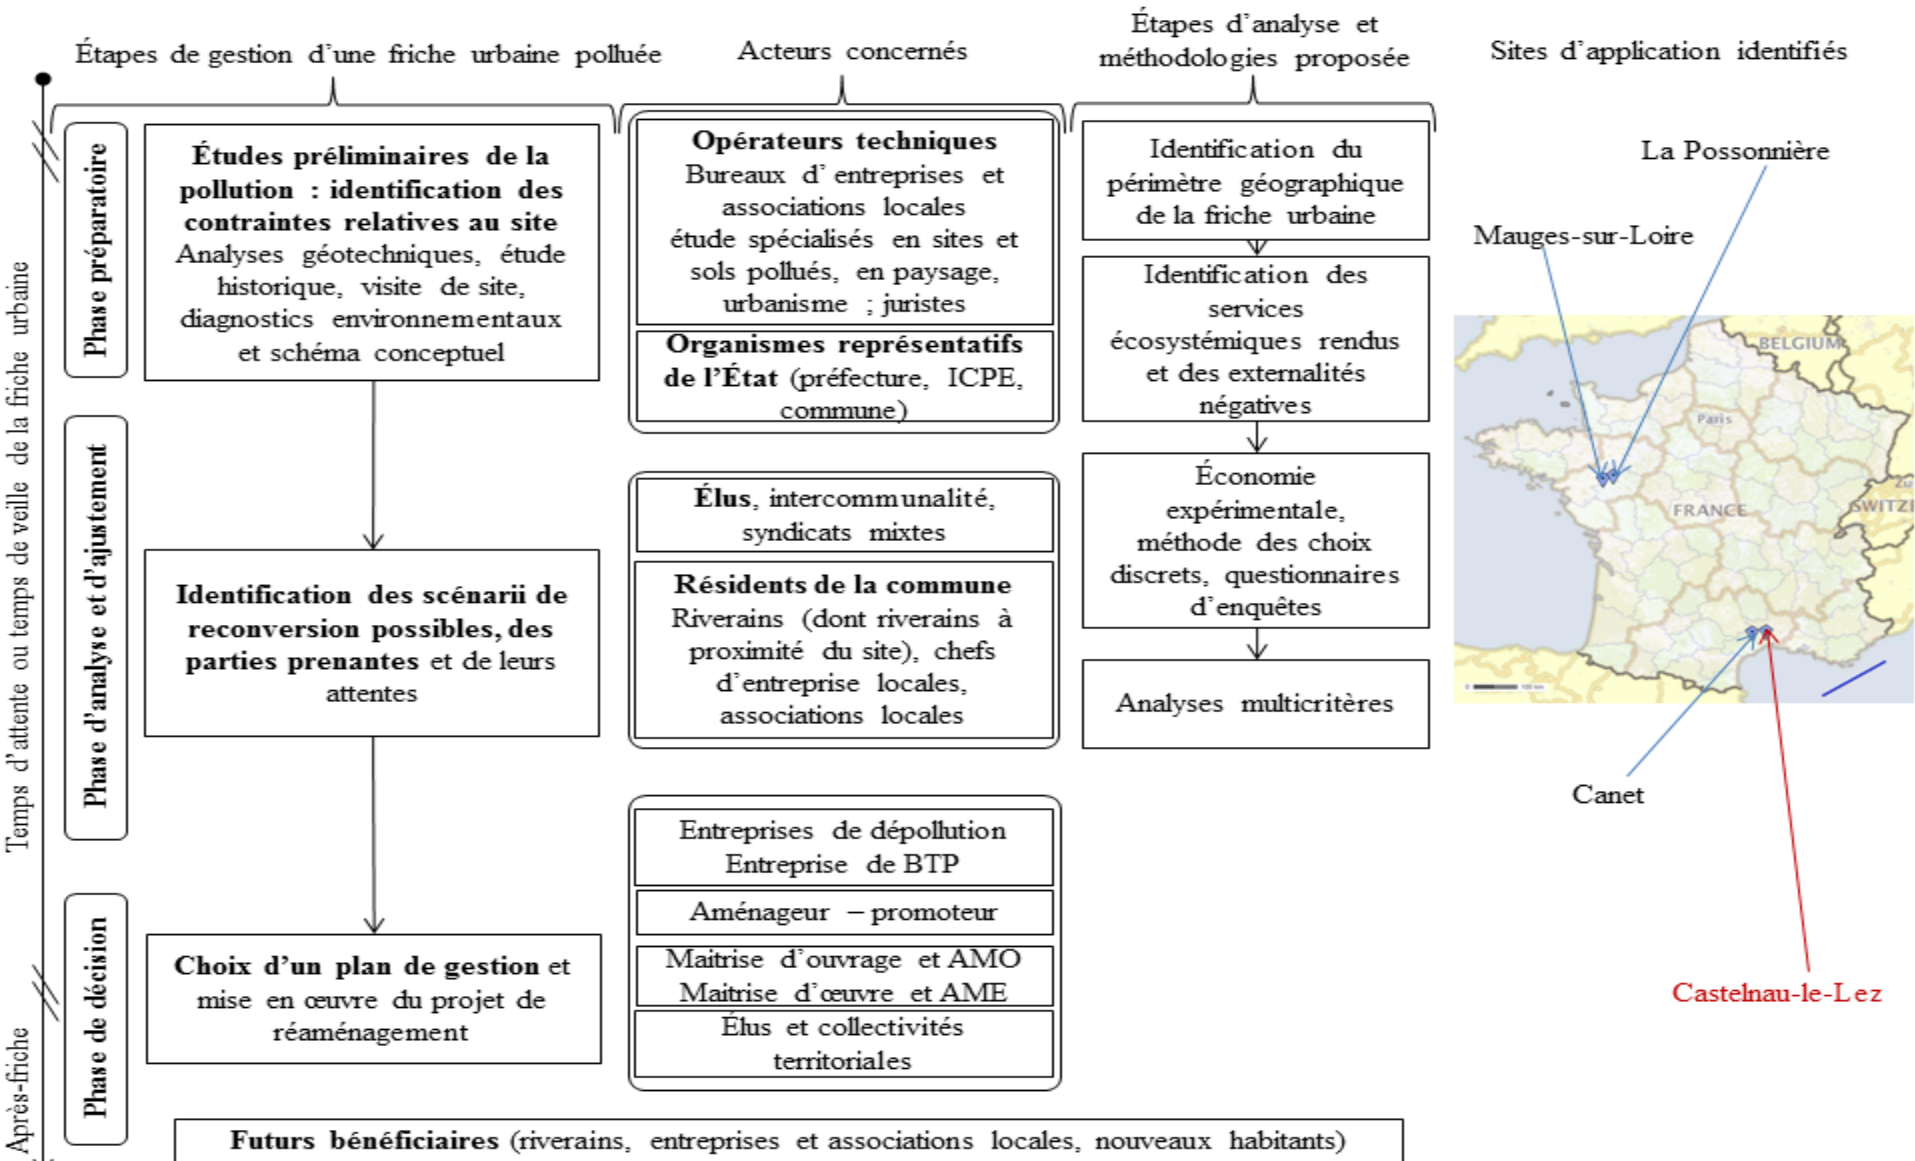 Étapes de gestion d'une friche urbaine polluée
Acteurs concernés
Étapes d'analyse et
méthodologies proposée
Sites d'application identifiés
Temps d'attente ou temps de veille de la friche urbaine
Après-friche
Phase préparatoire
Études préliminaires de la
pollution : identification des
contraintes relatives au site
Analyses géotechniques, étude
historique, visite de site,
diagnostics environnementaux
et schéma conceptuel
Opérateurs techniques
Bureaux d' entreprises et
associations locales
étude spécialisés en sites et
sols pollués, en paysage,
urbanisme ; juristes
Organismes représentatifs
de l'État (préfecture, ICPE,
commune)
Identification du
périmètre géographique
de la friche urbaine
Identification des
services
écosystémiques rendus
et des externalités
négatives
Phase d'analyse et d'ajustement
Identification des scénarii de
reconversion possibles, des
parties prenantes et de leurs
attentes
Élus, intercommunalité,
syndicats mixtes
Résidents de la commune
Riverains (dont riverains à
proximité du site), chefs
d'entreprise locales,
associations locales
Économie
expérimentale,
méthode des choix
discrets, questionnaires
d'enquêtes
Analyses multicritères
Phase de décision
Choix d'un plan de gestion et
mise en œuvre du projet de
réaménagement
Entreprises de dépollution
Entreprise de BTP
Aménageur – promoteur
Maitrise d'ouvrage et AMO
Maitrise d'œuvre et AME
Élus et collectivités
territoriales
Futurs bénéficiaires (riverains, entreprises et associations locales, nouveaux habitants)
La Possonnière
Mauges-sur-Loire
BELGIUM
Paris
FRANCE
Zu
SWITZ
0
100 km
Canet
Castelnau-le-Lez